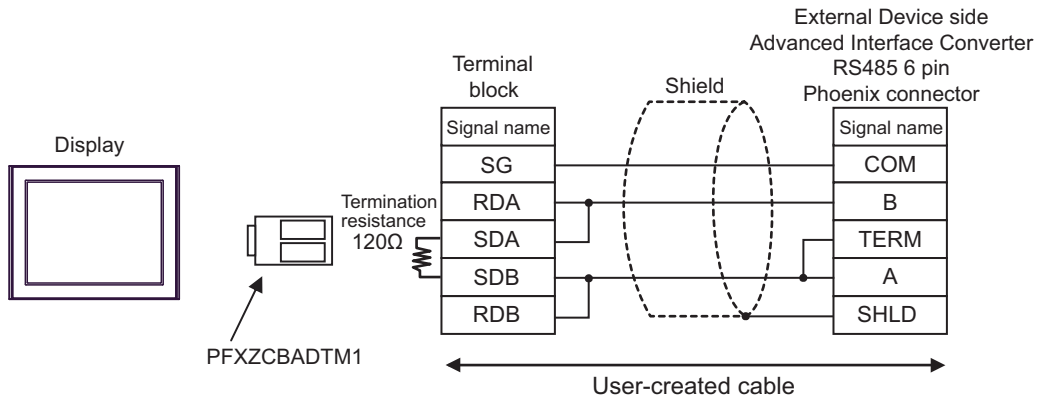 External Device side
Advanced Interface Converter
RS485 6 pin
Phoenix connector
Terminal
block
Shield
Display
Signal name
SG
RDA
SDA
SDB
RDB
Termination
resistance
120Ω
Signal name
COM
B
TERM
A
SHLD
PFXZCBADTM1
User-created cable